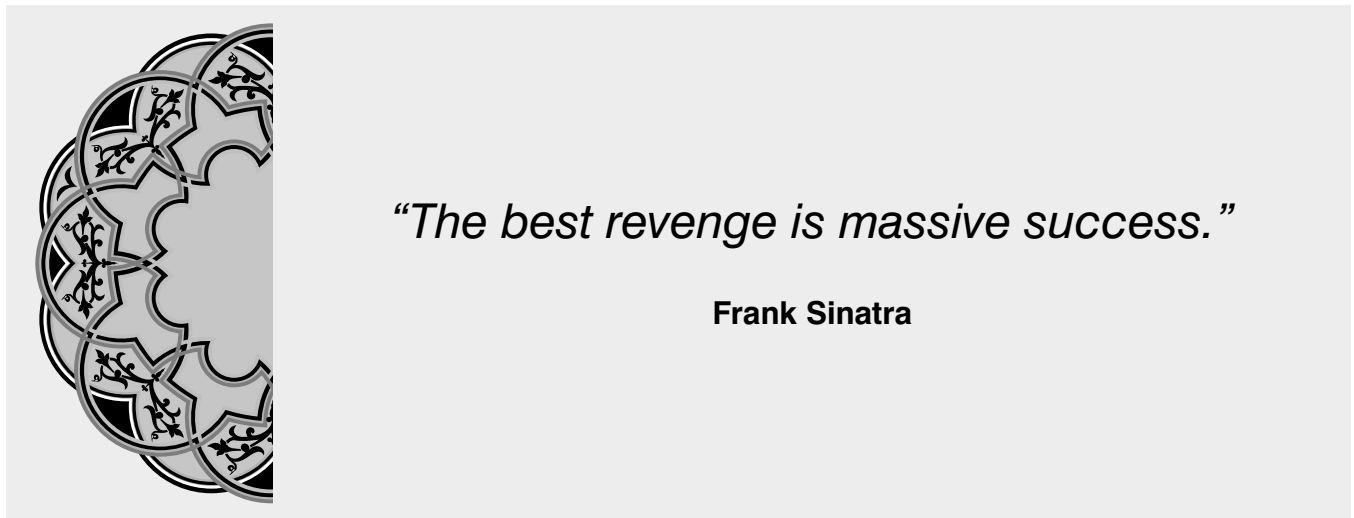 “The best revenge is massive success.”
Frank Sinatra